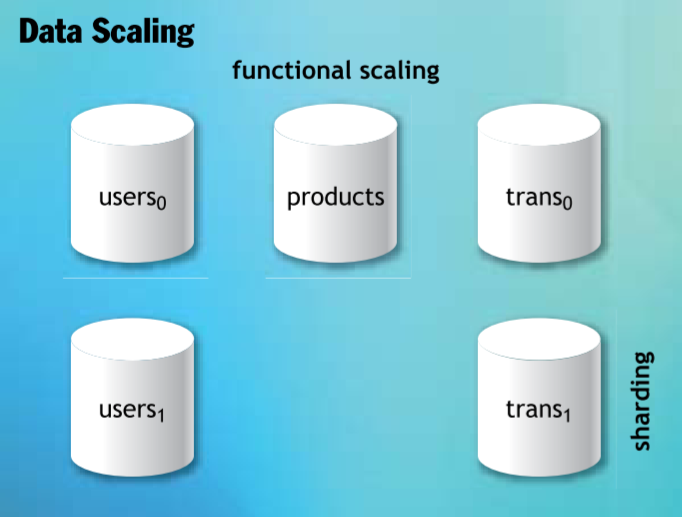 Data Scaling
functional scaling
users₀
products
trans₀
users₁
trans₁
sharding